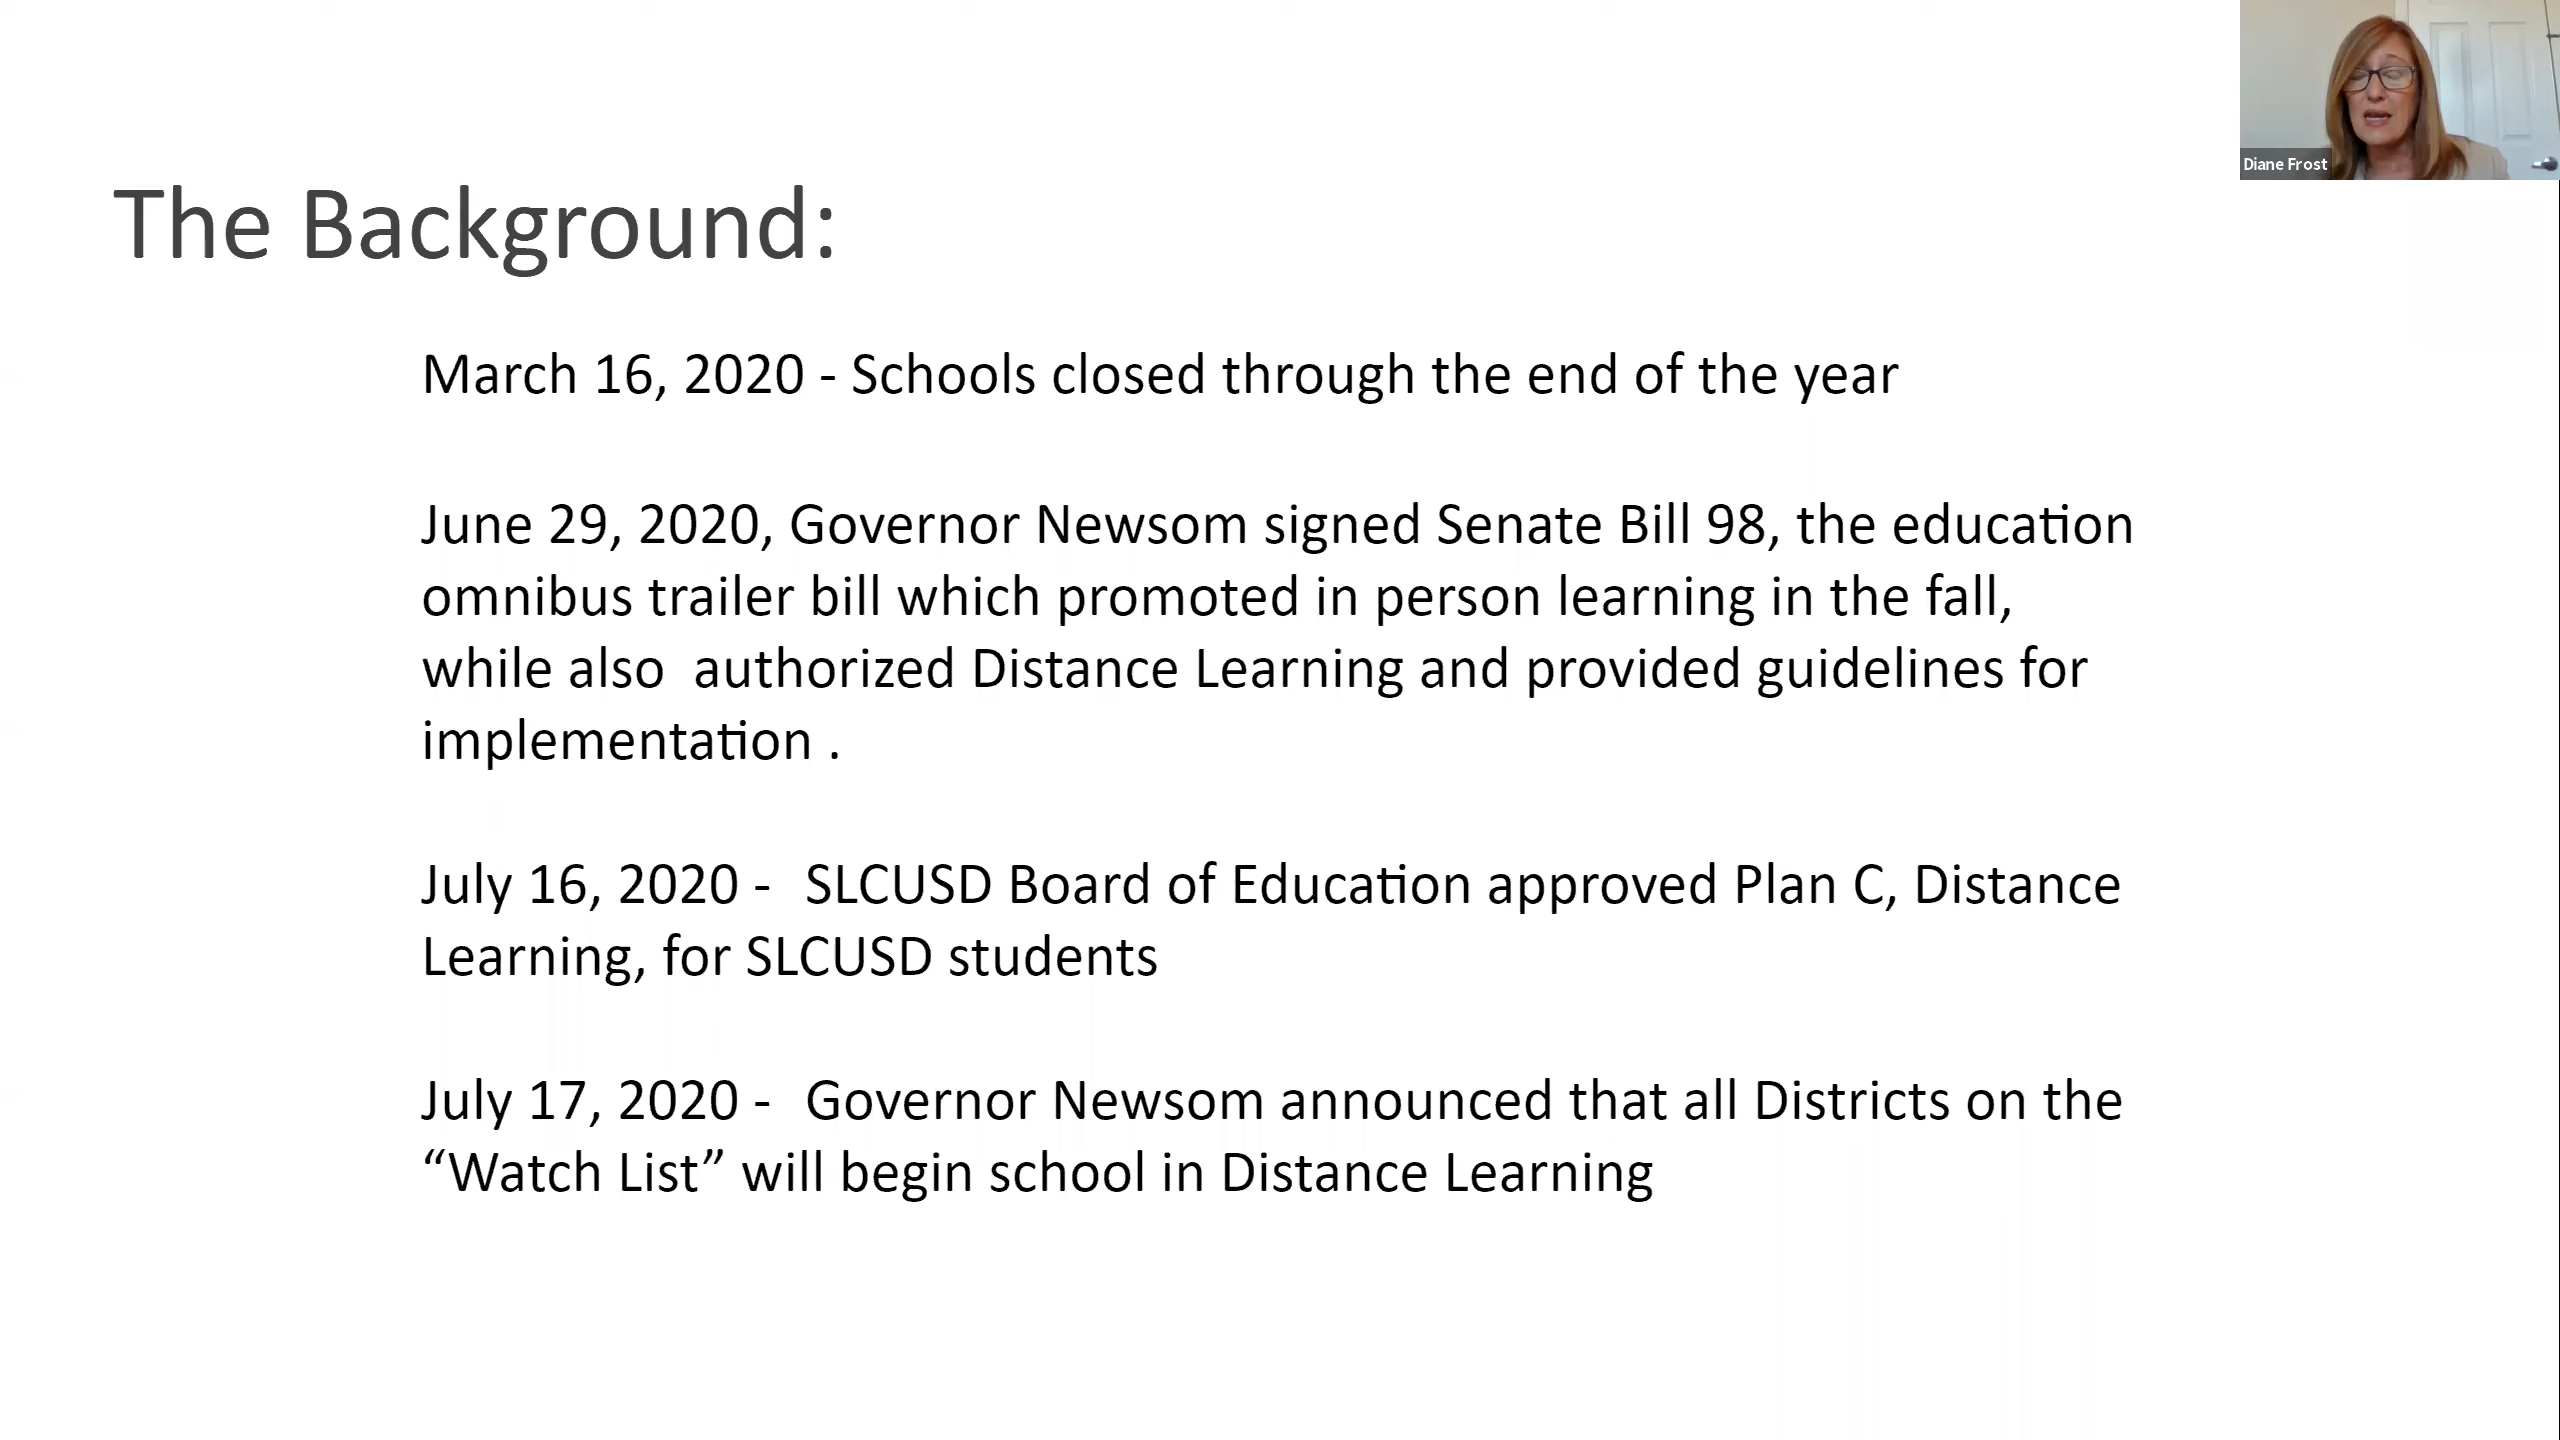 Diane Frost
The Background:
March 16, 2020 - Schools closed through the end of the year
June 29, 2020, Governor Newsom signed Senate Bill 98, the education
omnibus trailer bill which promoted in person learning in the fall,
while also  authorized Distance Learning and provided guidelines for
implementation .
July 16, 2020 -  SLCUSD Board of Education approved Plan C, Distance
Learning, for SLCUSD students
July 17, 2020 -  Governor Newsom announced that all Districts on the
“Watch List” will begin school in Distance Learning